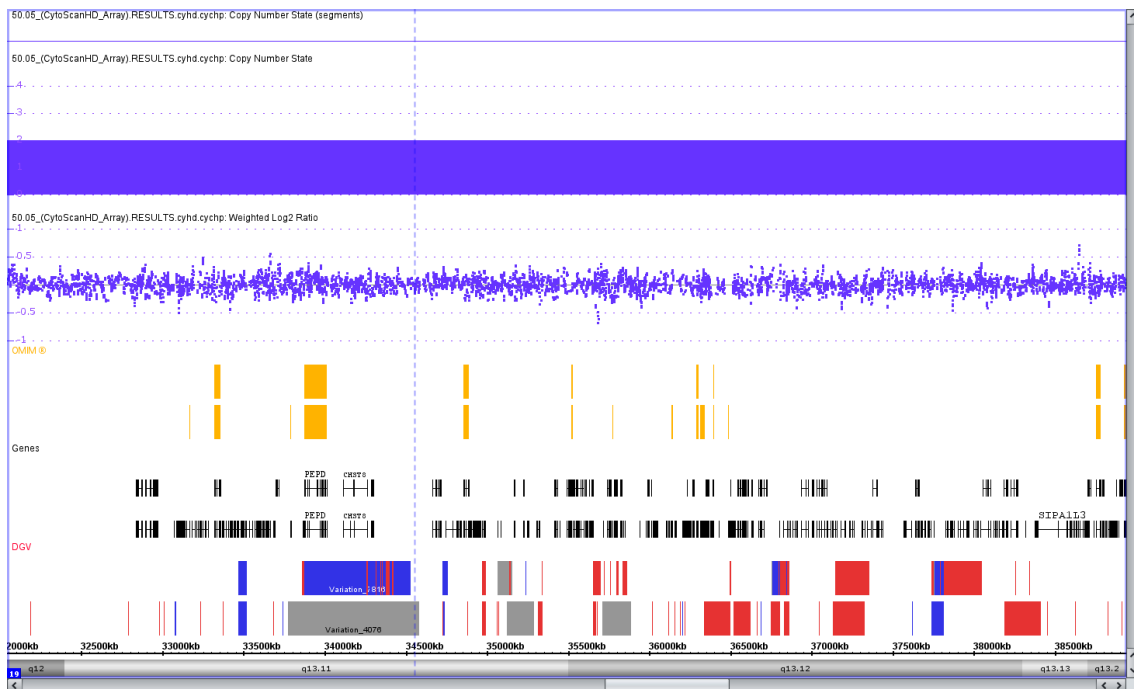 50.05_(CytoScanHD_Array).RESULTS.cyhd.cychp: Copy Number State (segments)
50.05_(CytoScanHD_Array).RESULTS.cyhd.cychp: Copy Number State
4
3
2
1
0
50.05_(CytoScanHD_Array).RESULTS.cyhd.cychp: Weighted Log2 Ratio
1
0.5
-0.5
-1
OMIM ®
Genes
PEPD CHST8
PEPD CHST8 SIPA1L3
DGV
Variation_4076
2000kb 32500kb 33000kb 33500kb 34000kb 34500kb 35000kb 35500kb 36000kb 36500kb 37000kb 37500kb 38000kb 38500kb
q12 q13.11 q13.12 q13.13 q13.2
19